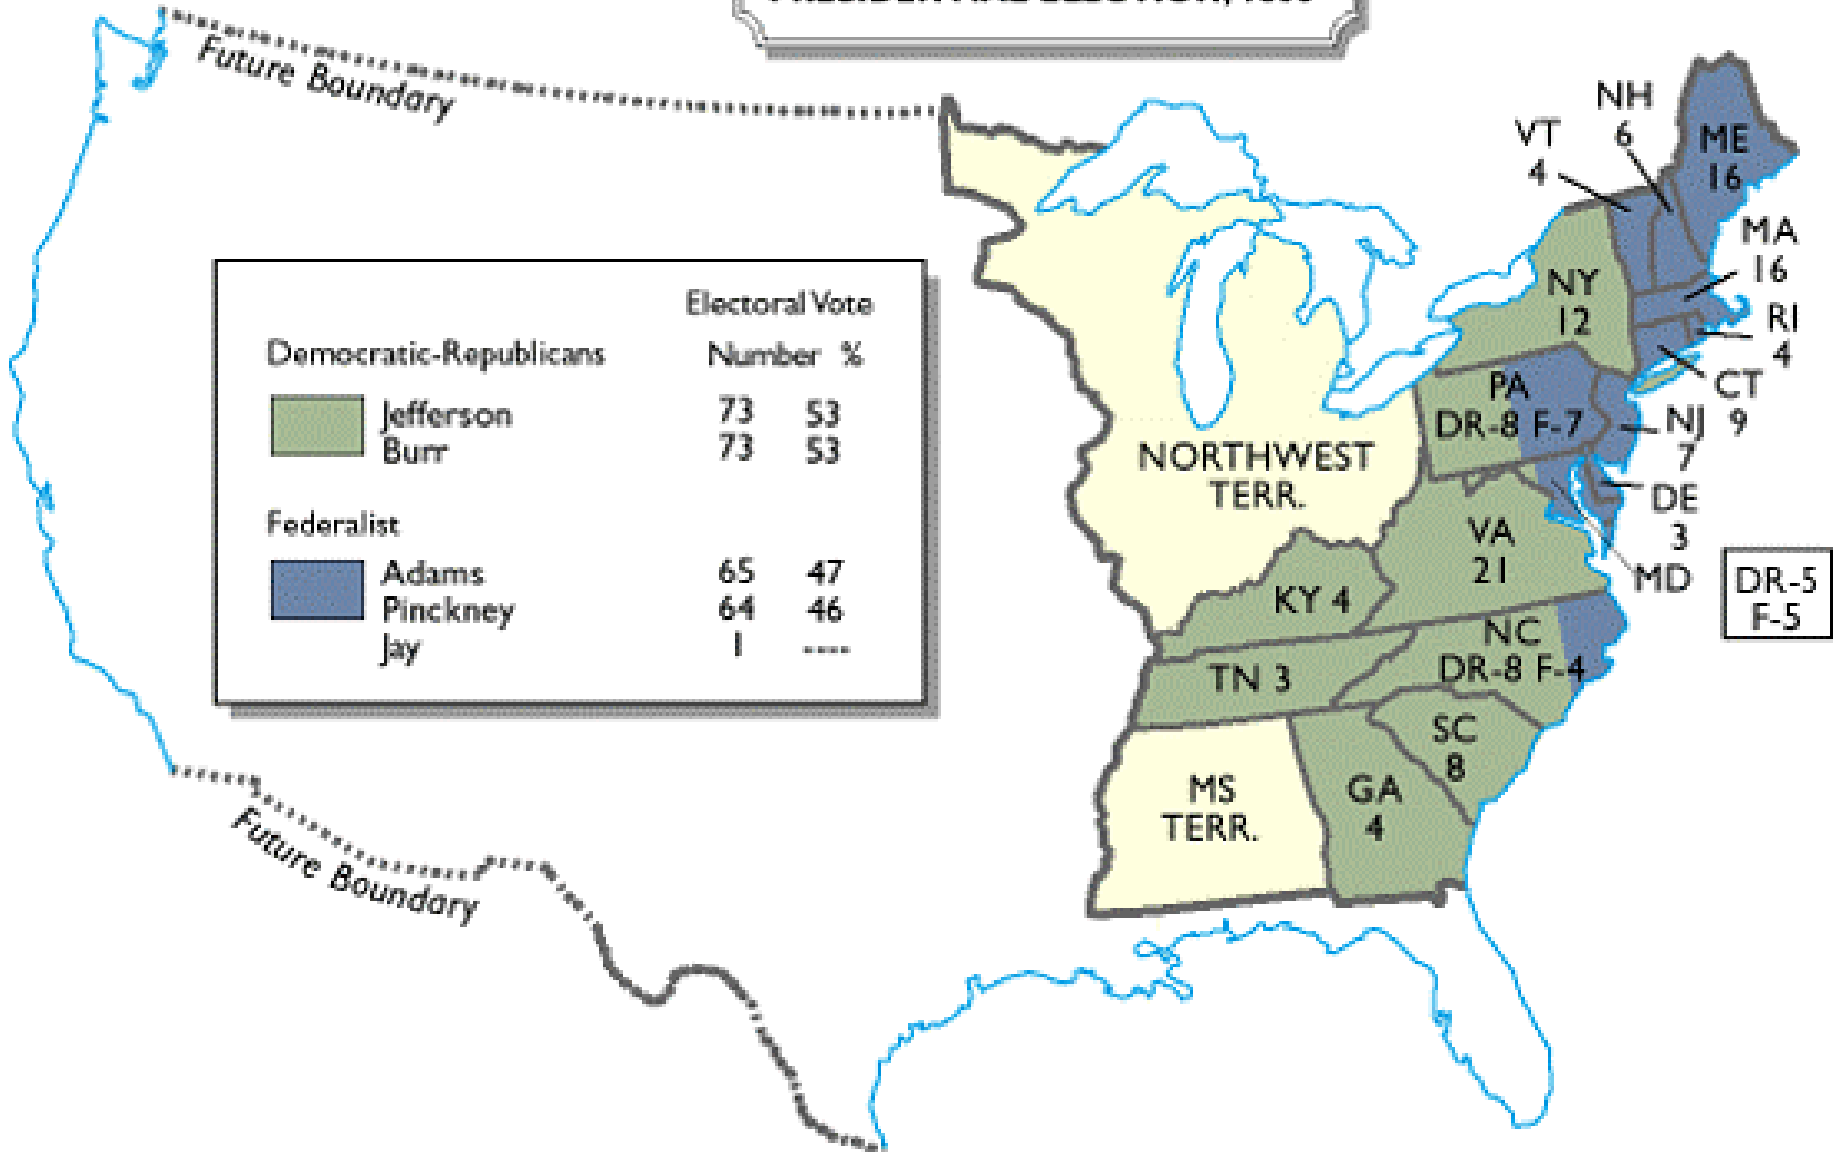 PRESIDENTIAL ELECTION, 1800
Future Boundary
NH
6
VT
4
ME
16
MA
16
NY
12
RI
4
CT
9
PA
DR-8 F-7
NJ
7
DE
3
MD
DR-5
F-5
Electoral Vote
Democratic-Republicans Number %
Jefferson 73 53
Burr 73 53
Federalist
Adams 65 47
Pinckney 64 46
Jay 1 ----
NORTHWEST
TERR.
VA
21
KY 4
NC
DR-8 F-4
TN 3
SC
8
MS
TERR.
GA
4
Future Boundary